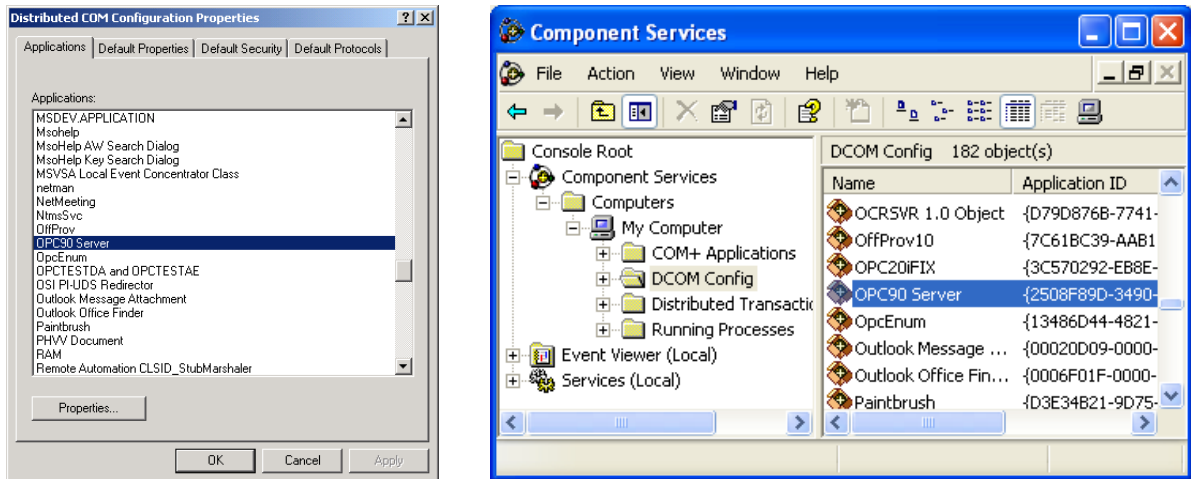 Distributed COM Configuration Properties
Applications Default Properties Default Security Default Protocols
Applications:
MSDEV.APPLICATION
Msohelp
MsoHelp AW Search Dialog
MsoHelp Key Search Dialog
MSVSA Local Event Concentrator Class
netman
NetMeeting
NtmsSvc
OffProv
OPC90 Server
OpcEnum
OPCTESTDA and OPCTESTAE
OSI PI-UDS Redirector
Outlook Message Attachment
Outlook Office Finder
Paintbrush
PHW Document
RAM
Remote Automation CLSID_StubMarshaler
Properties...
OK Cancel Apply
Component Services
File Action View Window Help
Console Root
Component Services
Computers
My Computer
COM+ Applications
DCOM Config
Distributed Transactic
Running Processes
Event Viewer (Local)
Services (Local)
DCOM Config 182 object(s)
Name Application ID
OCRSVR 1.0 Object {D79D876B-7741-
OffProv10 {7C61BC39-AAB1
OPC20iFIX {3C570292-EB8E-
OPC90 Server {2508F89D-3490-
OpcEnum {13486D44-4821-
Outlook Message ... {00020D09-0000-
Outlook Office Fin... {0006F01F-0000-
Paintbrush {D3E34B21-9D75-